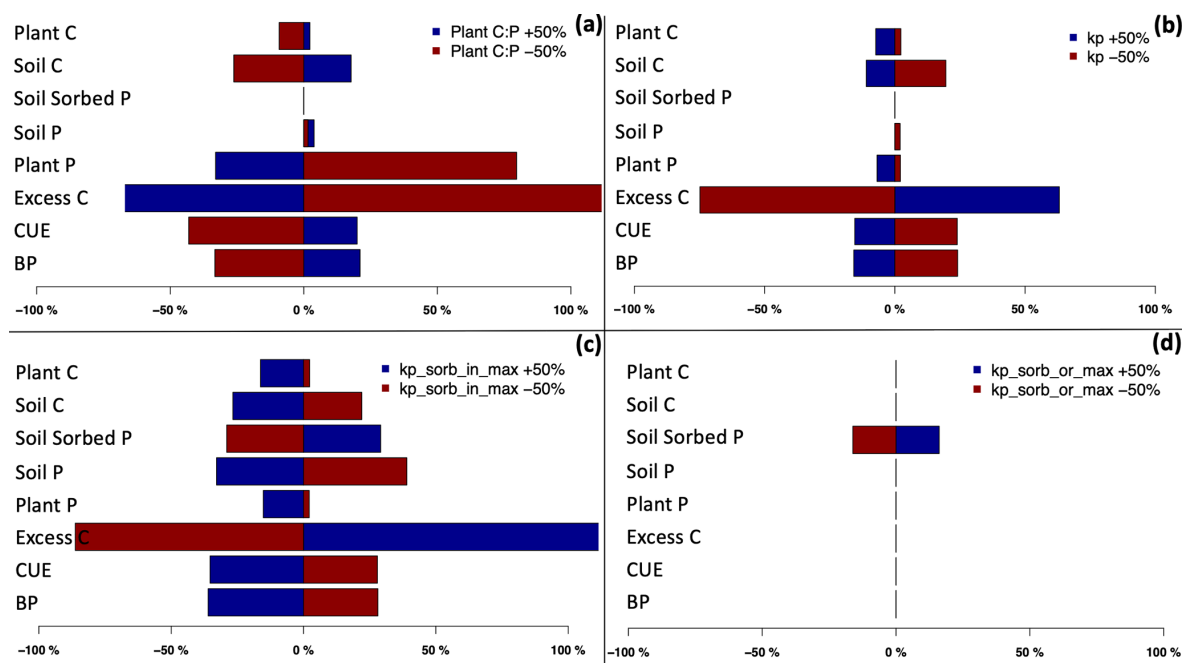 (a)
Plant C:P +50%
Plant C:P −50%
Plant C
Soil C
Soil Sorbed P
Soil P
Plant P
Excess C
CUE
BP
−100 %
−50 %
0 %
50 %
100 %
(b)
kp +50%
kp −50%
Plant C
Soil C
Soil Sorbed P
Soil P
Plant P
Excess C
CUE
BP
−100 %
−50 %
0 %
50 %
100 %
(c)
kp_sorb_in_max +50%
kp_sorb_in_max −50%
Plant C
Soil C
Soil Sorbed P
Soil P
Plant P
Excess C
CUE
BP
−100 %
−50 %
0 %
50 %
100 %
(d)
kp_sorb_or_max +50%
kp_sorb_or_max −50%
Plant C
Soil C
Soil Sorbed P
Soil P
Plant P
Excess C
CUE
BP
−100 %
−50 %
0 %
50 %
100 %